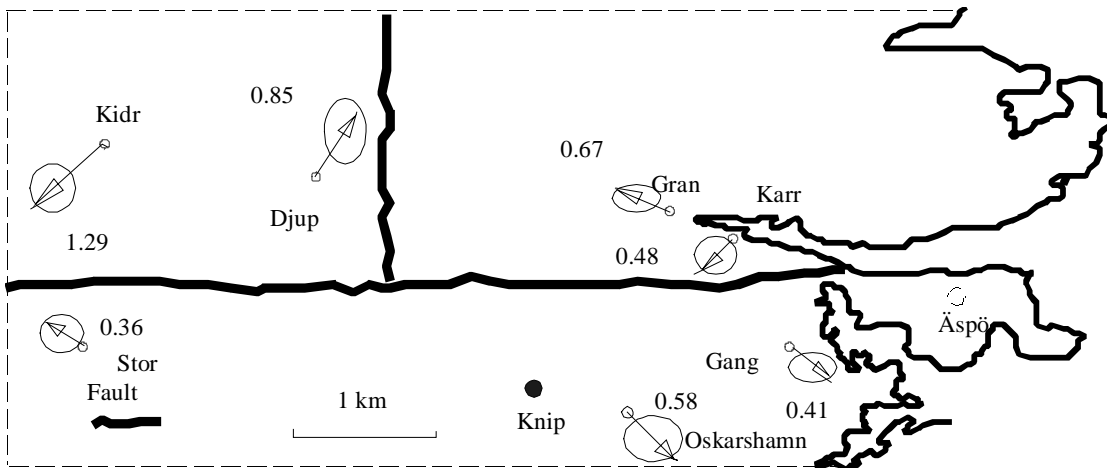 0.85
Kidr
0.67
Gran
Karr
Djup
1.29
0.48
0.36
Äspö
Stor
Gang
Fault
1 km
0.58
0.41
Knip
Oskarshamn